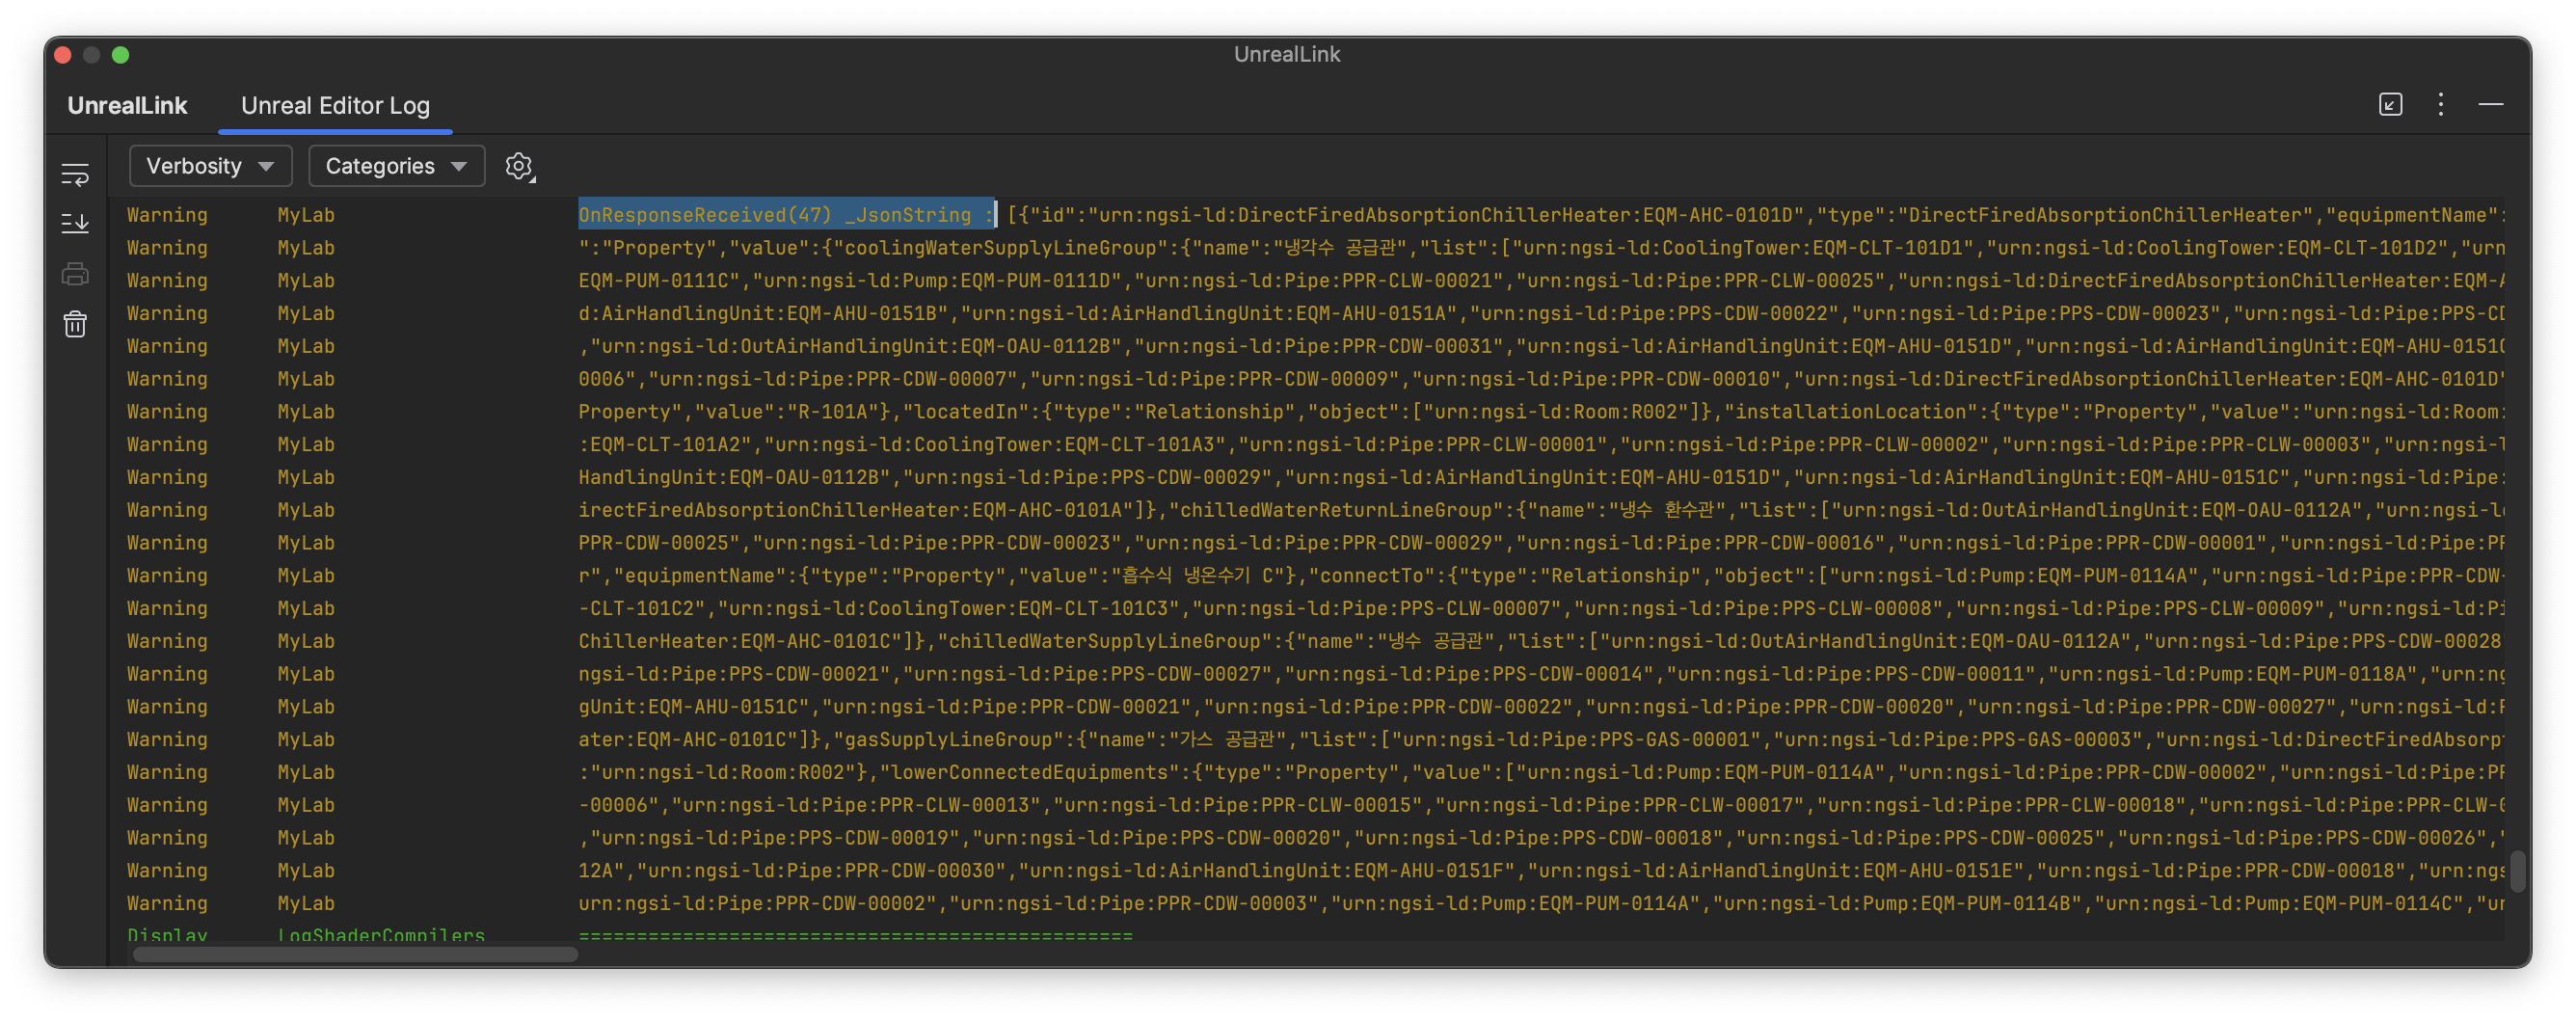 UnrealLink
UnrealLink Unreal Editor Log
Verbosity Categories
Warning MyLab OnResponseReceived(47) _JsonString : [{"id":"urn:ngsi-ld:DirectFiredAbsorptionChillerHeater:EQM-AHC-0101D","type":"DirectFiredAbsorptionChillerHeater","equipmentName":
Warning MyLab ":"Property","value":{"coolingWaterSupplyLineGroup":{"name":"냉각수 공급관","list":["urn:ngsi-ld:CoolingTower:EQM-CLT-101D1","urn:ngsi-ld:CoolingTower:EQM-CLT-101D2","urn
Warning MyLab EQM-PUM-0111C","urn:ngsi-ld:Pump:EQM-PUM-0111D","urn:ngsi-ld:Pipe:PPR-CLW-00021","urn:ngsi-ld:Pipe:PPR-CLW-00025","urn:ngsi-ld:DirectFiredAbsorptionChillerHeater:EQM-A
Warning MyLab d:AirHandlingUnit:EQM-AHU-0151B","urn:ngsi-ld:AirHandlingUnit:EQM-AHU-0151A","urn:ngsi-ld:Pipe:PPS-CDW-00022","urn:ngsi-ld:Pipe:PPS-CDW-00023","urn:ngsi-ld:Pipe:PPS-CD
Warning MyLab ,"urn:ngsi-ld:OutAirHandlingUnit:EQM-OAU-0112B","urn:ngsi-ld:Pipe:PPR-CDW-00031","urn:ngsi-ld:AirHandlingUnit:EQM-AHU-0151D","urn:ngsi-ld:AirHandlingUnit:EQM-AHU-0151C
Warning MyLab 0006","urn:ngsi-ld:Pipe:PPR-CDW-00007","urn:ngsi-ld:Pipe:PPR-CDW-00009","urn:ngsi-ld:Pipe:PPR-CDW-00010","urn:ngsi-ld:DirectFiredAbsorptionChillerHeater:EQM-AHC-0101D"
Warning MyLab Property","value":"R-101A"},"locatedIn":{"type":"Relationship","object":["urn:ngsi-ld:Room:R002"]},"installationLocation":{"type":"Property","value":"urn:ngsi-ld:Room:
Warning MyLab :EQM-CLT-101A2","urn:ngsi-ld:CoolingTower:EQM-CLT-101A3","urn:ngsi-ld:Pipe:PPR-CLW-00001","urn:ngsi-ld:Pipe:PPR-CLW-00002","urn:ngsi-ld:Pipe:PPR-CLW-00003","urn:ngsi-l
Warning MyLab HandlingUnit:EQM-OAU-0112B","urn:ngsi-ld:Pipe:PPS-CDW-00029","urn:ngsi-ld:AirHandlingUnit:EQM-AHU-0151D","urn:ngsi-ld:AirHandlingUnit:EQM-AHU-0151C","urn:ngsi-ld:Pipe:
Warning MyLab irectFiredAbsorptionChillerHeater:EQM-AHC-0101A"]},"chilledWaterReturnLineGroup":{"name":"냉수 환수관","list":["urn:ngsi-ld:OutAirHandlingUnit:EQM-OAU-0112A","urn:ngsi-l
Warning MyLab PPR-CDW-00025","urn:ngsi-ld:Pipe:PPR-CDW-00023","urn:ngsi-ld:Pipe:PPR-CDW-00029","urn:ngsi-ld:Pipe:PPR-CDW-00016","urn:ngsi-ld:Pipe:PPR-CDW-00001","urn:ngsi-ld:Pipe:PP
Warning MyLab r","equipmentName":{"type":"Property","value":"흡수식 냉온수기 C"},"connectTo":{"type":"Relationship","object":["urn:ngsi-ld:Pump:EQM-PUM-0114A","urn:ngsi-ld:Pipe:PPR-CDW-
Warning MyLab -CLT-101C2","urn:ngsi-ld:CoolingTower:EQM-CLT-101C3","urn:ngsi-ld:Pipe:PPS-CLW-00007","urn:ngsi-ld:Pipe:PPS-CLW-00008","urn:ngsi-ld:Pipe:PPS-CLW-00009","urn:ngsi-ld:Pi
Warning MyLab ChillerHeater:EQM-AHC-0101C"]},"chilledWaterSupplyLineGroup":{"name":"냉수 공급관","list":["urn:ngsi-ld:OutAirHandlingUnit:EQM-OAU-0112A","urn:ngsi-ld:Pipe:PPS-CDW-00028
Warning MyLab ngsi-ld:Pipe:PPS-CDW-00021","urn:ngsi-ld:Pipe:PPS-CDW-00027","urn:ngsi-ld:Pipe:PPS-CDW-00014","urn:ngsi-ld:Pipe:PPS-CDW-00011","urn:ngsi-ld:Pump:EQM-PUM-0118A","urn:ng
Warning MyLab gUnit:EQM-AHU-0151C","urn:ngsi-ld:Pipe:PPR-CDW-00021","urn:ngsi-ld:Pipe:PPR-CDW-00022","urn:ngsi-ld:Pipe:PPR-CDW-00020","urn:ngsi-ld:Pipe:PPR-CDW-00027","urn:ngsi-ld:P
Warning MyLab ater:EQM-AHC-0101C"]},"gasSupplyLineGroup":{"name":"가스 공급관","list":["urn:ngsi-ld:Pipe:PPS-GAS-00001","urn:ngsi-ld:Pipe:PPS-GAS-00003","urn:ngsi-ld:DirectFiredAbsorpt
Warning MyLab :"urn:ngsi-ld:Room:R002"},"lowerConnectedEquipments":{"type":"Property","value":["urn:ngsi-ld:Pump:EQM-PUM-0114A","urn:ngsi-ld:Pipe:PPR-CDW-00002","urn:ngsi-ld:Pipe:PP
Warning MyLab -00006","urn:ngsi-ld:Pipe:PPR-CLW-00013","urn:ngsi-ld:Pipe:PPR-CLW-00015","urn:ngsi-ld:Pipe:PPR-CLW-00017","urn:ngsi-ld:Pipe:PPR-CLW-00018","urn:ngsi-ld:Pipe:PPR-CLW-0
Warning MyLab ,"urn:ngsi-ld:Pipe:PPS-CDW-00019","urn:ngsi-ld:Pipe:PPS-CDW-00020","urn:ngsi-ld:Pipe:PPS-CDW-00018","urn:ngsi-ld:Pipe:PPS-CDW-00025","urn:ngsi-ld:Pipe:PPS-CDW-00026","
Warning MyLab 12A","urn:ngsi-ld:Pipe:PPR-CDW-00030","urn:ngsi-ld:AirHandlingUnit:EQM-AHU-0151F","urn:ngsi-ld:AirHandlingUnit:EQM-AHU-0151E","urn:ngsi-ld:Pipe:PPR-CDW-00018","urn:ngs
Warning MyLab urn:ngsi-ld:Pipe:PPR-CDW-00002","urn:ngsi-ld:Pipe:PPR-CDW-00003","urn:ngsi-ld:Pump:EQM-PUM-0114A","urn:ngsi-ld:Pump:EQM-PUM-0114B","urn:ngsi-ld:Pump:EQM-PUM-0114C","ur
Display LogShaderCompilers ================================================